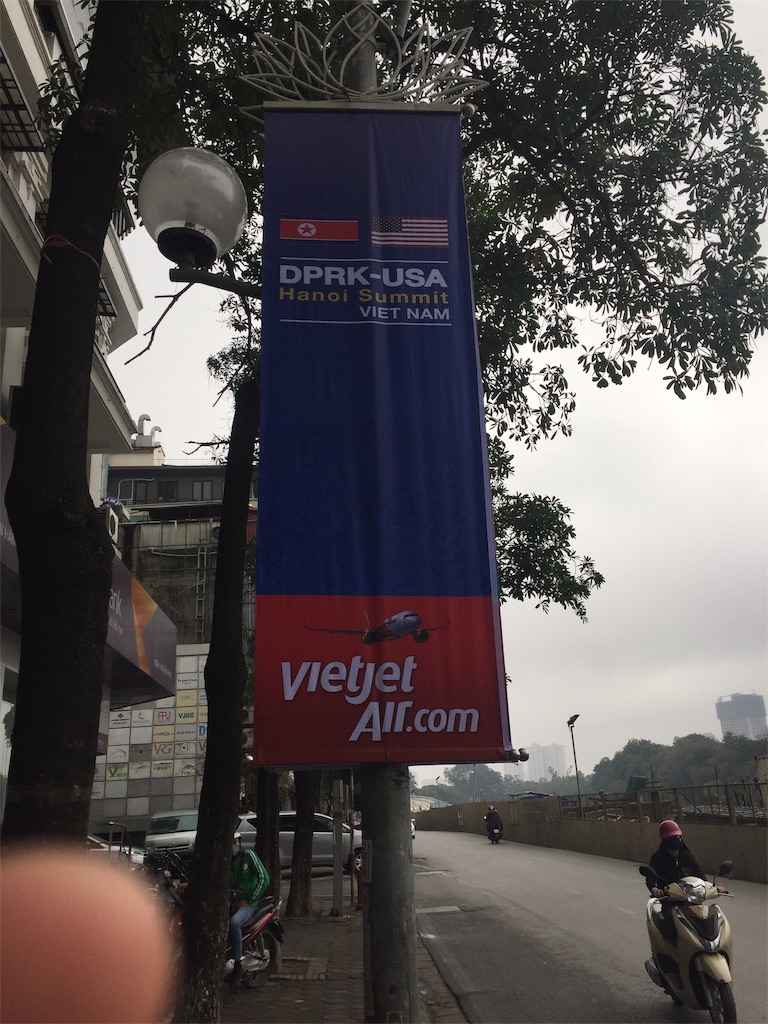 DPRK-USA
Hanoi Summit
VIET NAM
vietjet
Air.com